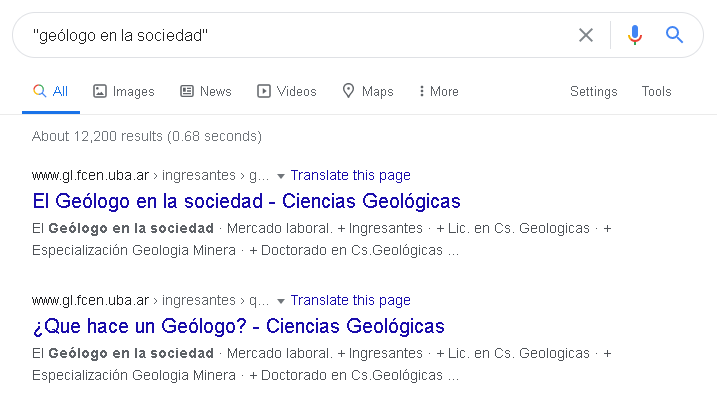 "geólogo en la sociedad"
All Images News Videos Maps More Settings Tools
About 12,200 results (0.68 seconds)
www.gl.fcen.uba.ar › ingresantes › g... Translate this page
El Geólogo en la sociedad - Ciencias Geológicas
El Geólogo en la sociedad · Mercado laboral. + Ingresantes · + Lic. en Cs. Geologicas · +
Especialización Geologia Minera · + Doctorado en Cs.Geológicas ...
www.gl.fcen.uba.ar › ingresantes › q... Translate this page
¿Que hace un Geólogo? - Ciencias Geológicas
El Geólogo en la sociedad · Mercado laboral. + Ingresantes · + Lic. en Cs. Geologicas · +
Especialización Geologia Minera · + Doctorado en Cs.Geológicas ...